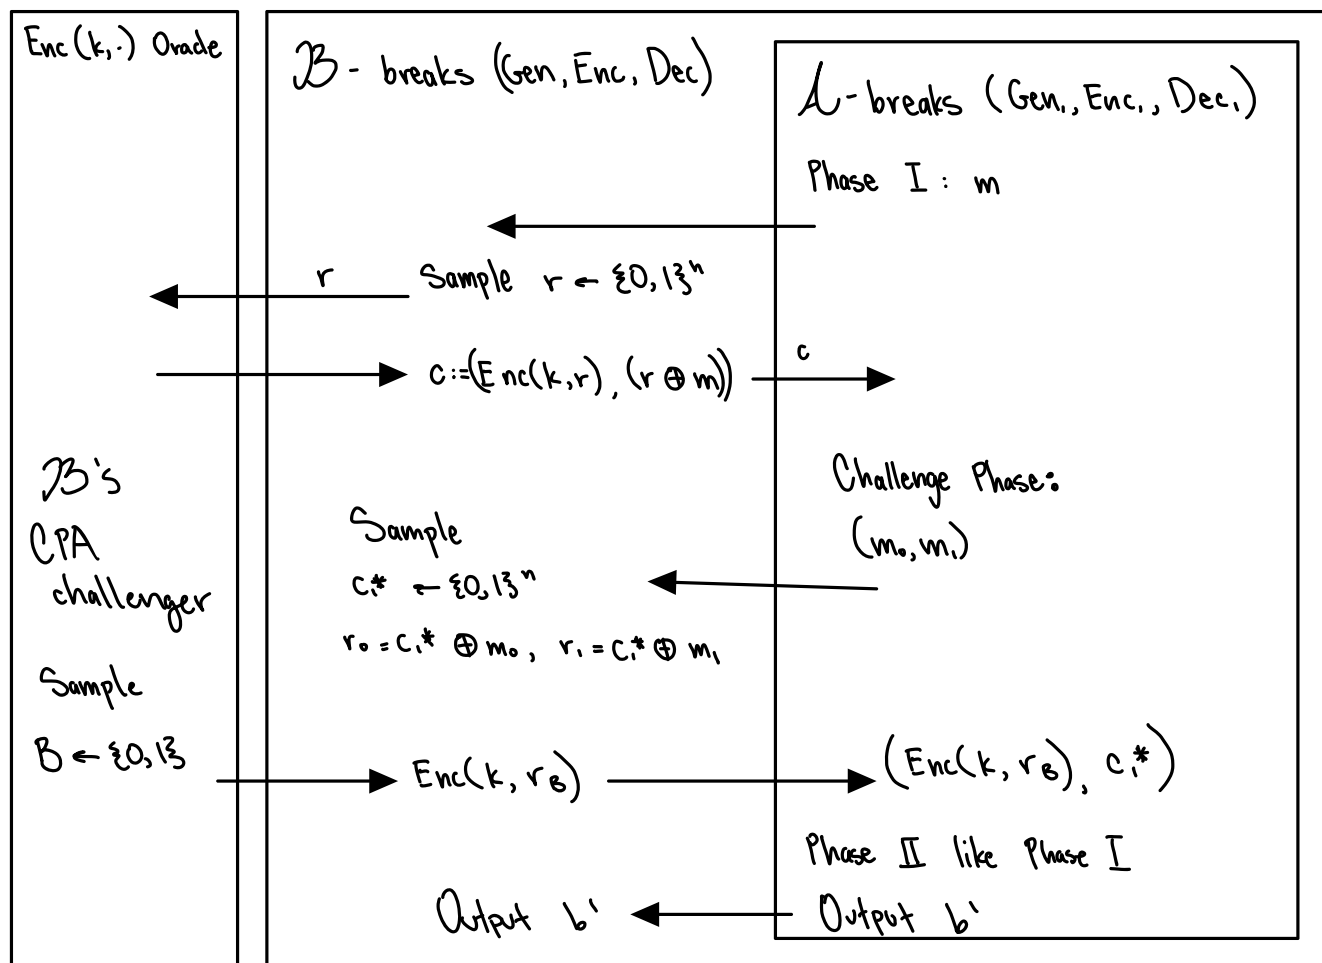 Enc(k,·) Oracle
B - breaks (Gen, Enc, Dec)
A - breaks (Gen₁, Enc₁, Dec₁)
Phase I : m
Sample r ← {0,1}ⁿ
r
c := (Enc(k,r), (r ⊕ m))
c
Challenge Phase:
(m₀, m₁)
B's
CPA
challenger
Sample
c₁* ← {0,1}ⁿ
r₀ = c₁* ⊕ m₀, r₁ = c₁* ⊕ m₁
Sample
B ← {0,1}
Enc(k, r_B)
(Enc(k, r_B), c₁*)
Phase II like Phase I
Output b'
Output b'